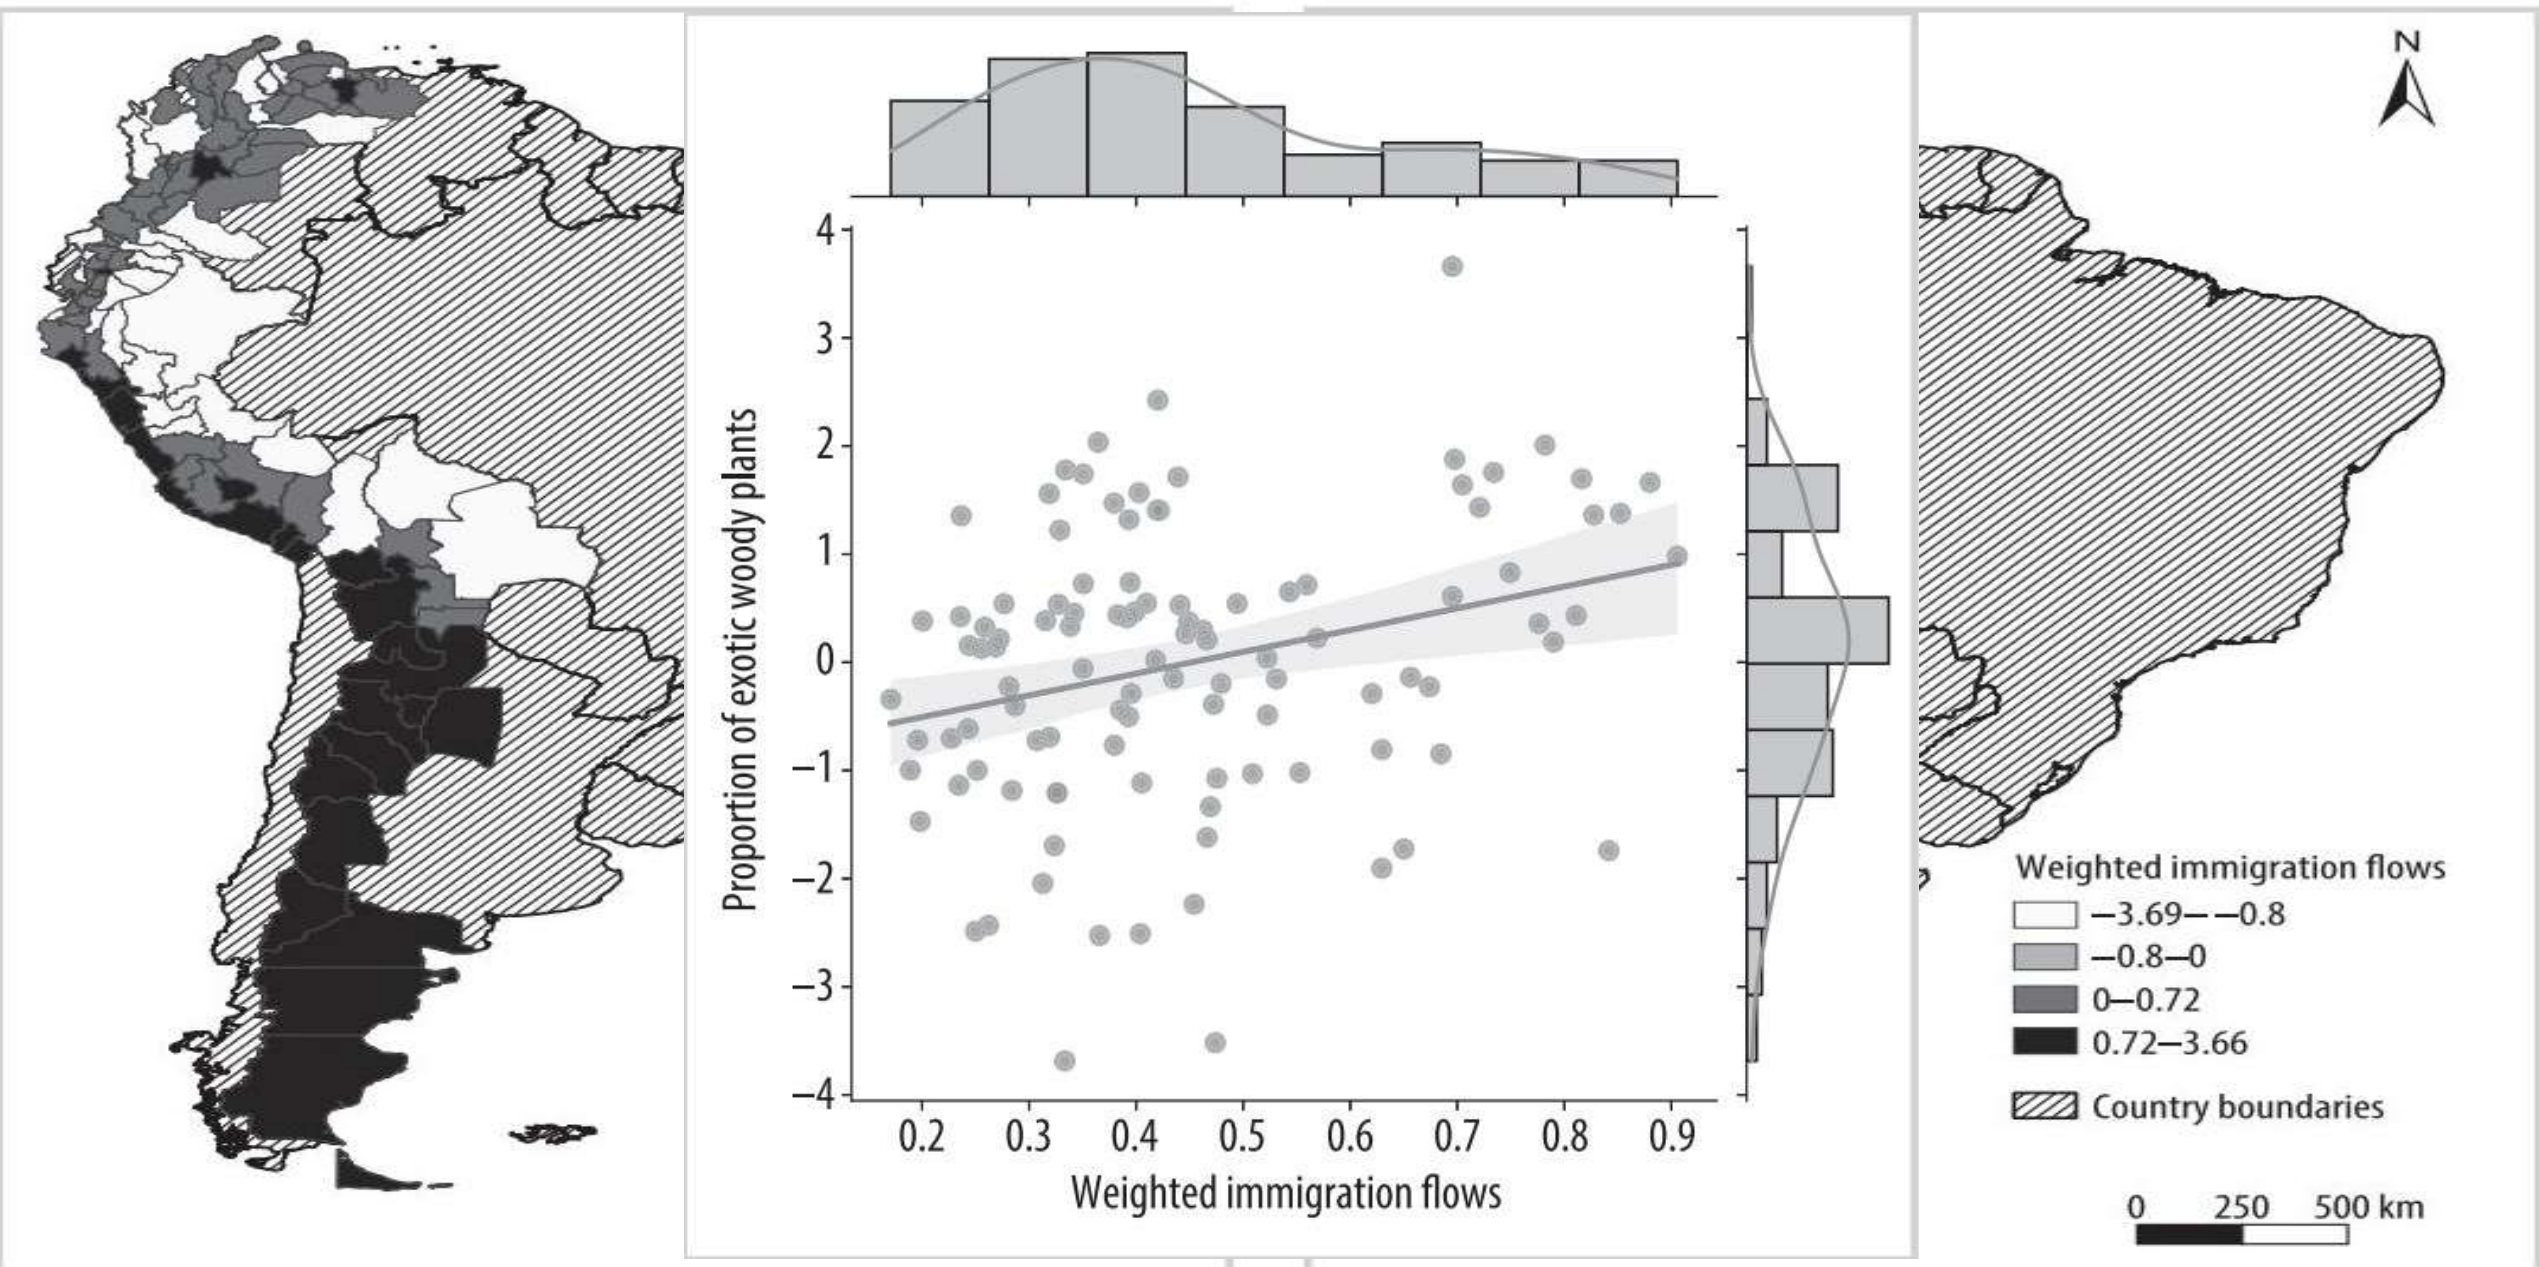 4
3
2
1
0
−1
−2
−3
−4
Proportion of exotic woody plants
0.2 0.3 0.4 0.5 0.6 0.7 0.8 0.9
Weighted immigration flows
N
Weighted immigration flows
−3.69− −0.8
−0.8−0
0−0.72
0.72−3.66
Country boundaries
0 250 500 km